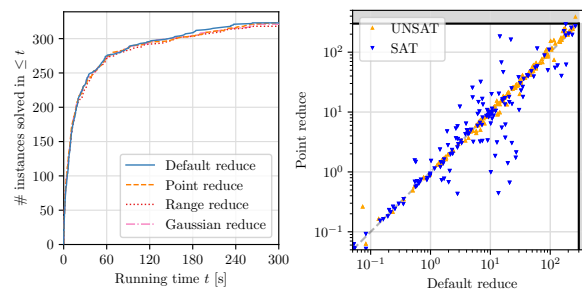 # instances solved in ≤ t
300
250
200
150
100
50
0
Default reduce
Point reduce
Range reduce
Gaussian reduce
0 60 120 180 240 300
Running time t [s]
Point reduce
10²
10¹
10⁰
10⁻¹
UNSAT
SAT
10⁻¹ 10⁰ 10¹ 10²
Default reduce